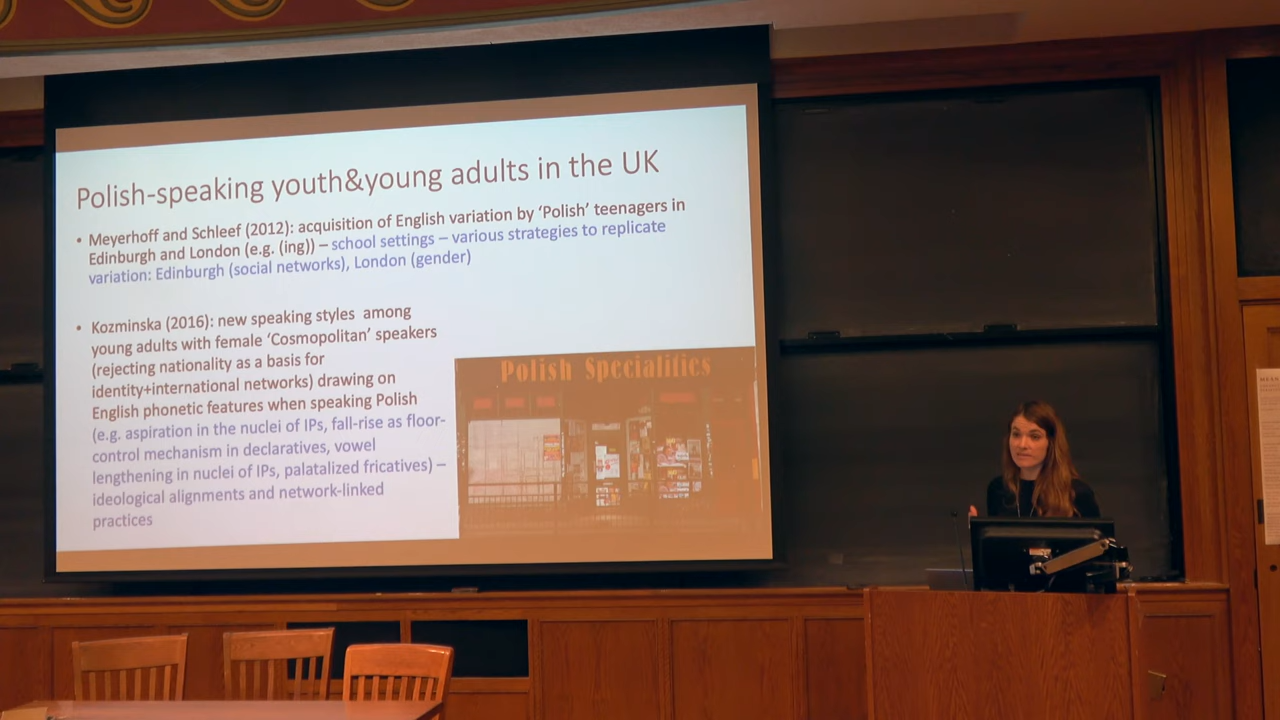 Polish-speaking youth&young adults in the UK
• Meyerhoff and Schleef (2012): acquisition of English variation by ‘Polish’ teenagers in
Edinburgh and London (e.g. (ing)) – school settings – various strategies to replicate
variation: Edinburgh (social networks), London (gender)
• Kozminska (2016): new speaking styles among
young adults with female ‘Cosmopolitan’ speakers
(rejecting nationality as a basis for
identity+international networks) drawing on
English phonetic features when speaking Polish
(e.g. aspiration in the nuclei of IPs, fall-rise as floor-
control mechanism in declaratives, vowel
lengthening in nuclei of IPs, palatalized fricatives) –
ideological alignments and network-linked
practices
Polish Specialities